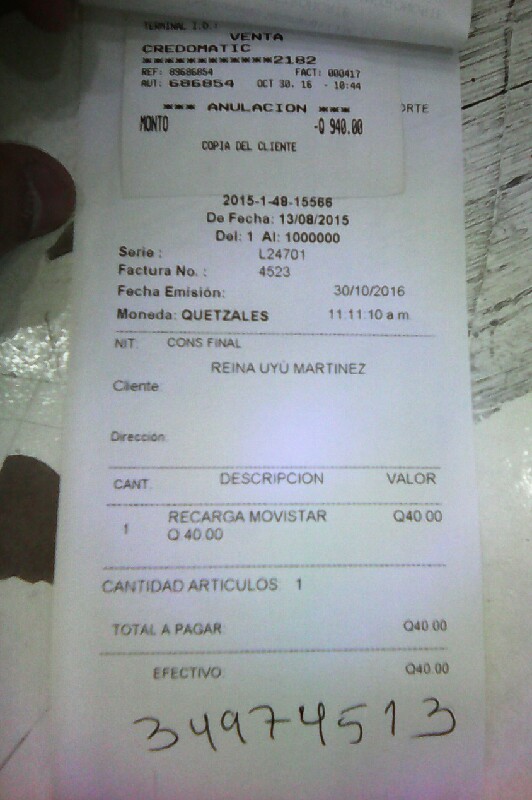 TERMINAL I.D.:
VENTA
CREDOMATIC
************2182
REF: 89686854 FACT: 000417
AUT: 686854 OCT 30. 16 - 10:44
*** ANULACION ***
ORTE
MONTO -Q 940.00
COPIA DEL CLIENTE
2015-1-48-15566
De Fecha: 13/08/2015
Del: 1 Al: 1000000
Serie : L24701
Factura No. : 4523
Fecha Emisión: 30/10/2016
Moneda: QUETZALES 11:11:10 a m
NIT: CONS FINAL
REINA UYÚ MARTINEZ
Cliente:
Dirección:
CANT. DESCRIPCION VALOR
1 RECARGA MOVISTAR Q40.00
Q 40.00
CANTIDAD ARTICULOS: 1
TOTAL A PAGAR: Q40.00
EFECTIVO: Q40.00
34974513